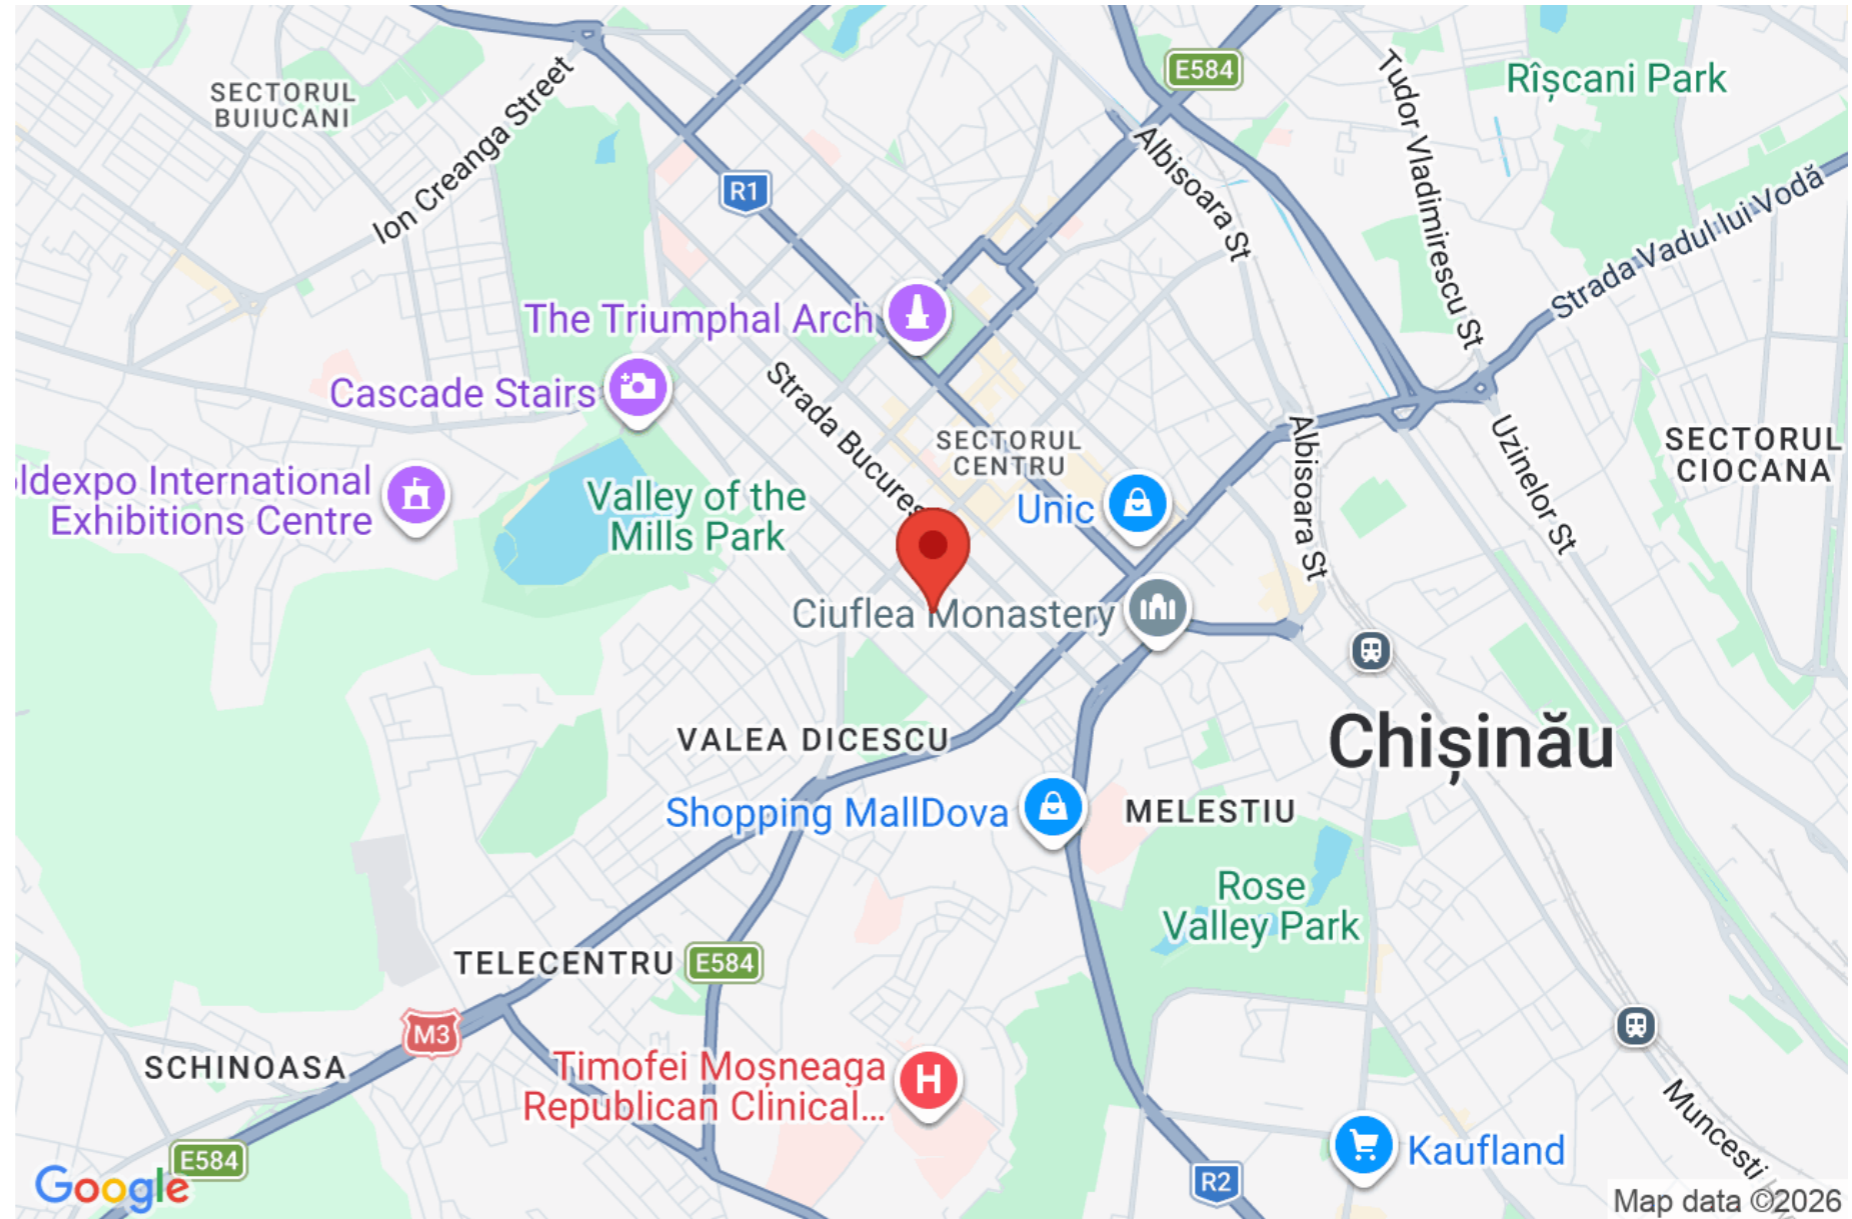 E584
Rîșcani Park
SECTORUL
BUIUCANI
Ion Creanga Street
Tudor Vladimirescu St
Albisoara St
R1
Strada Vadul lui Vodă
The Triumphal Arch
Cascade Stairs
Strada Bucures
SECTORUL
CENTRU
Albisoara St
Uzinelor St
SECTORUL
CIOCANA
ldexpo International
Exhibitions Centre
Valley of the
Mills Park
Unic
Ciuflea Monastery
VALEA DICESCU
Chișinău
Shopping MallDova
MELESTIU
Rose
Valley Park
TELECENTRU
E584
M3
SCHINOASA
Timofei Moșneaga
Republican Clinical...
H
Muncesti
Kaufland
E584
R2
Google
Map data ©2026